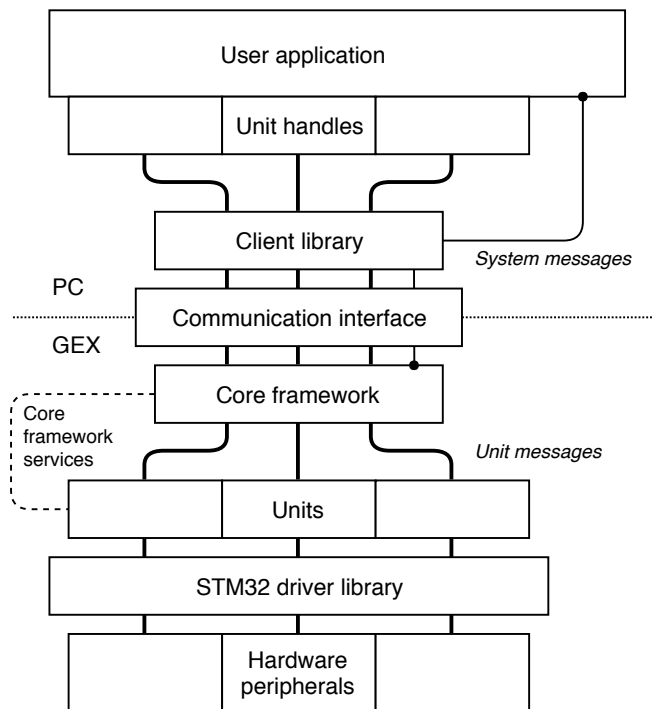 User application
Unit handles
Client library
System messages
PC
Communication interface
GEX
Core framework
Core
framework
services
Unit messages
Units
STM32 driver library
Hardware
peripherals